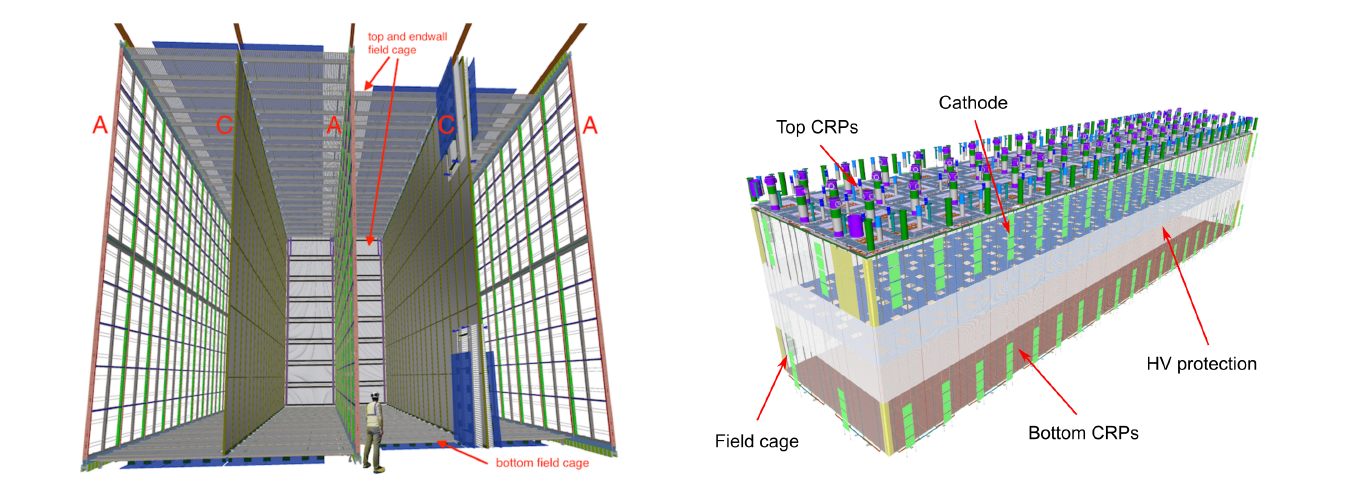 top and endwall
field cage
A
C
A
C
A
bottom field cage
Cathode
Top CRPs
HV protection
Field cage
Bottom CRPs